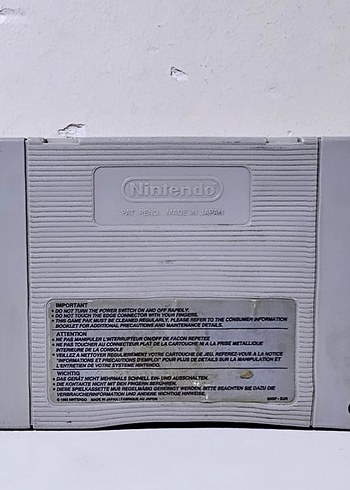 Nintendo
PAT. PEND. MADE IN JAPAN
IMPORTANT
• DO NOT TURN THE POWER SWITCH ON AND OFF RAPIDLY.
• DO NOT TOUCH THE EDGE CONNECTOR WITH YOUR FINGERS.
• THIS GAME PAK MUST BE CLEANED REGULARLY. PLEASE REFER TO THE CONSUMER INFORMATION
BOOKLET FOR ADDITIONAL PRECAUTIONS AND MAINTENANCE DETAILS.
ATTENTION
• NE PAS MANIPULER L'INTERRUPTEUR ON/OFF DE FACON REPETEE
• NE PAS TOUCHER AU CONNECTEUR PLAT DE LA CARTOUCHE NI A LA PRISE METALLIQUE
INTERIEURE DE LA CONSOLE
• VEILLEZ A NETTOYER REGULIEREMENT VOTRE CARTOUCHE DE JEU. REFEREZ-VOUS A LA NOTICE
"INFORMATIONS ET PRECAUTIONS D'EMPLOI" POUR PLUS DE DETAILS SUR LA MANIPULATION ET
L'ENTRETIEN DE VOTRE SYSTEME NINTENDO.
WICHTIG
• DAS GERÄT NICHT MEHRMALS SCHNELL EIN- UND AUSSCHALTEN.
• DIE KONTAKTE NICHT MIT DEN FINGERN BERÜHREN.
• DIESE SPIELKASSETTE MUß REGELMÄßIG GEREINIGT WERDEN. BITTE BEACHTEN SIE DAZU DIE
VERBRAUCHERINFORMATION UND ANDERE WICHTIGE HINWEISE.
MADE IN JAPAN / FABRIQUE AU JAPON